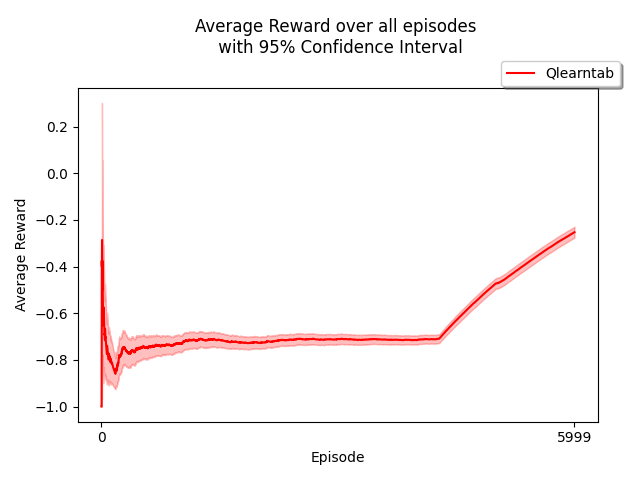 Average Reward over all episodes
with 95% Confidence Interval
Qlearntab
0.2
0.0
−0.2
−0.4
−0.6
−0.8
−1.0
Average Reward
0 5999
Episode